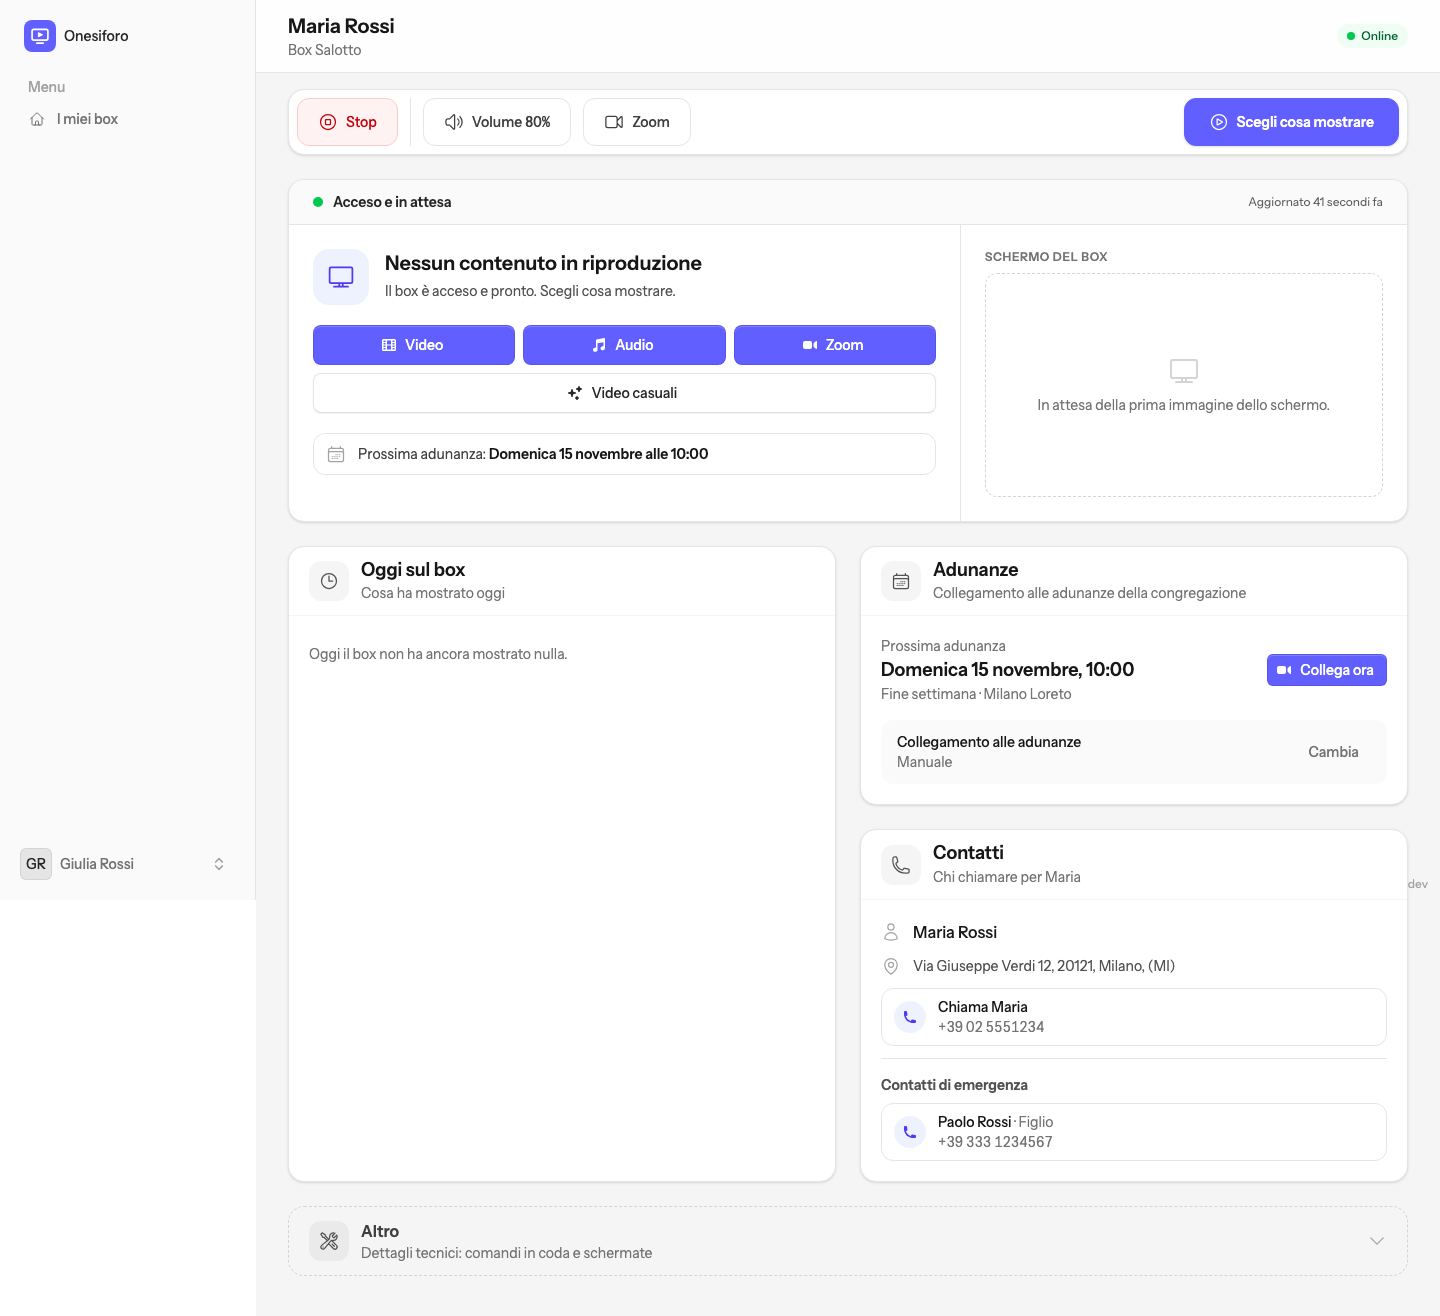 Onesiforo
Menu
I miei box
GR Giulia Rossi
Maria Rossi
Box Salotto
Online
Stop
Volume 80%
Zoom
Scegli cosa mostrare
Acceso e in attesa
Aggiornato 41 secondi fa
Nessun contenuto in riproduzione
Il box è acceso e pronto. Scegli cosa mostrare.
Video
Audio
Zoom
Video casuali
Prossima adunanza: Domenica 15 novembre alle 10:00
SCHERMO DEL BOX
In attesa della prima immagine dello schermo.
Oggi sul box
Cosa ha mostrato oggi
Oggi il box non ha ancora mostrato nulla.
Adunanze
Collegamento alle adunanze della congregazione
Prossima adunanza
Domenica 15 novembre, 10:00
Fine settimana · Milano Loreto
Collega ora
Collegamento alle adunanze
Manuale
Cambia
Contatti
Chi chiamare per Maria
dev
Maria Rossi
Via Giuseppe Verdi 12, 20121, Milano, (MI)
Chiama Maria
+39 02 5551234
Contatti di emergenza
Paolo Rossi · Figlio
+39 333 1234567
Altro
Dettagli tecnici: comandi in coda e schermate